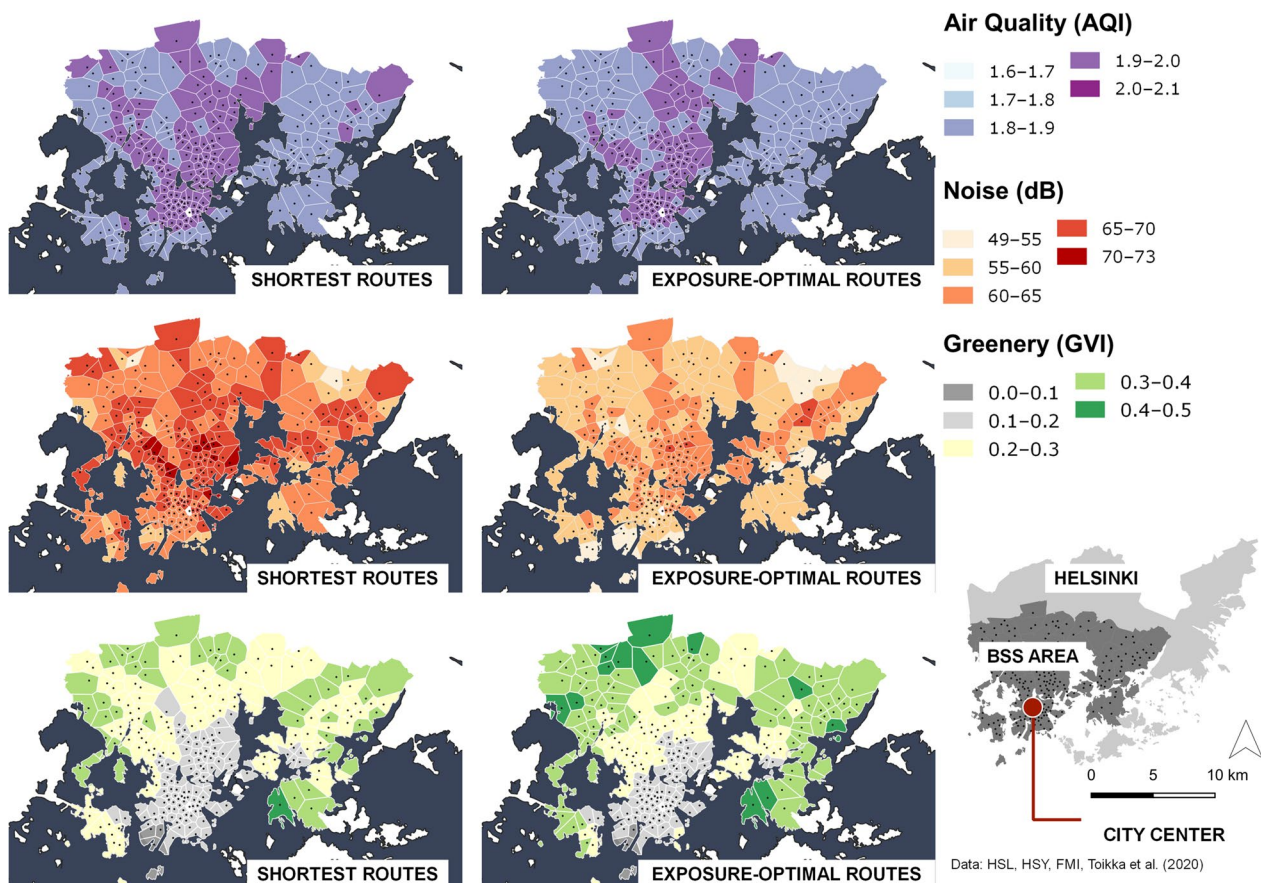 Air Quality (AQI)
1.6–1.7
1.7–1.8
1.8–1.9
1.9–2.0
2.0–2.1
SHORTEST ROUTES
EXPOSURE-OPTIMAL ROUTES
Noise (dB)
49–55
55–60
60–65
65–70
70–73
SHORTEST ROUTES
EXPOSURE-OPTIMAL ROUTES
Greenery (GVI)
0.0–0.1
0.1–0.2
0.2–0.3
0.3–0.4
0.4–0.5
SHORTEST ROUTES
EXPOSURE-OPTIMAL ROUTES
HELSINKI
BSS AREA
0 5 10 km
CITY CENTER
Data: HSL, HSY, FMI, Toikka et al. (2020)